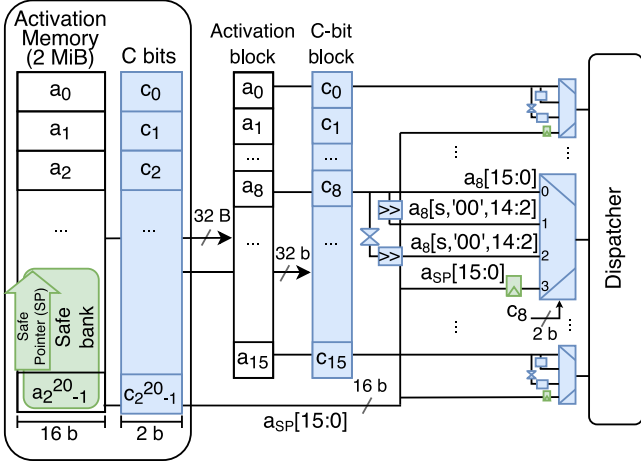 Activation
Memory
(2 MiB)
C bits
Activation
block
C-bit
block
a0
a1
a2
...
a2^20-1
c0
c1
c2
...
c2^20-1
Safe
Pointer (SP)
Safe
bank
16 b
2 b
32 B
32 b
a0
a1
...
a8
...
a15
c0
c1
...
c8
...
c15
a8[15:0]
a8[s,'00',14:2]
a8[s,'00',14:2]
aSP[15:0]
>>
>>
0
1
2
3
c8
2 b
...
...
...
...
16 b
aSP[15:0]
Dispatcher